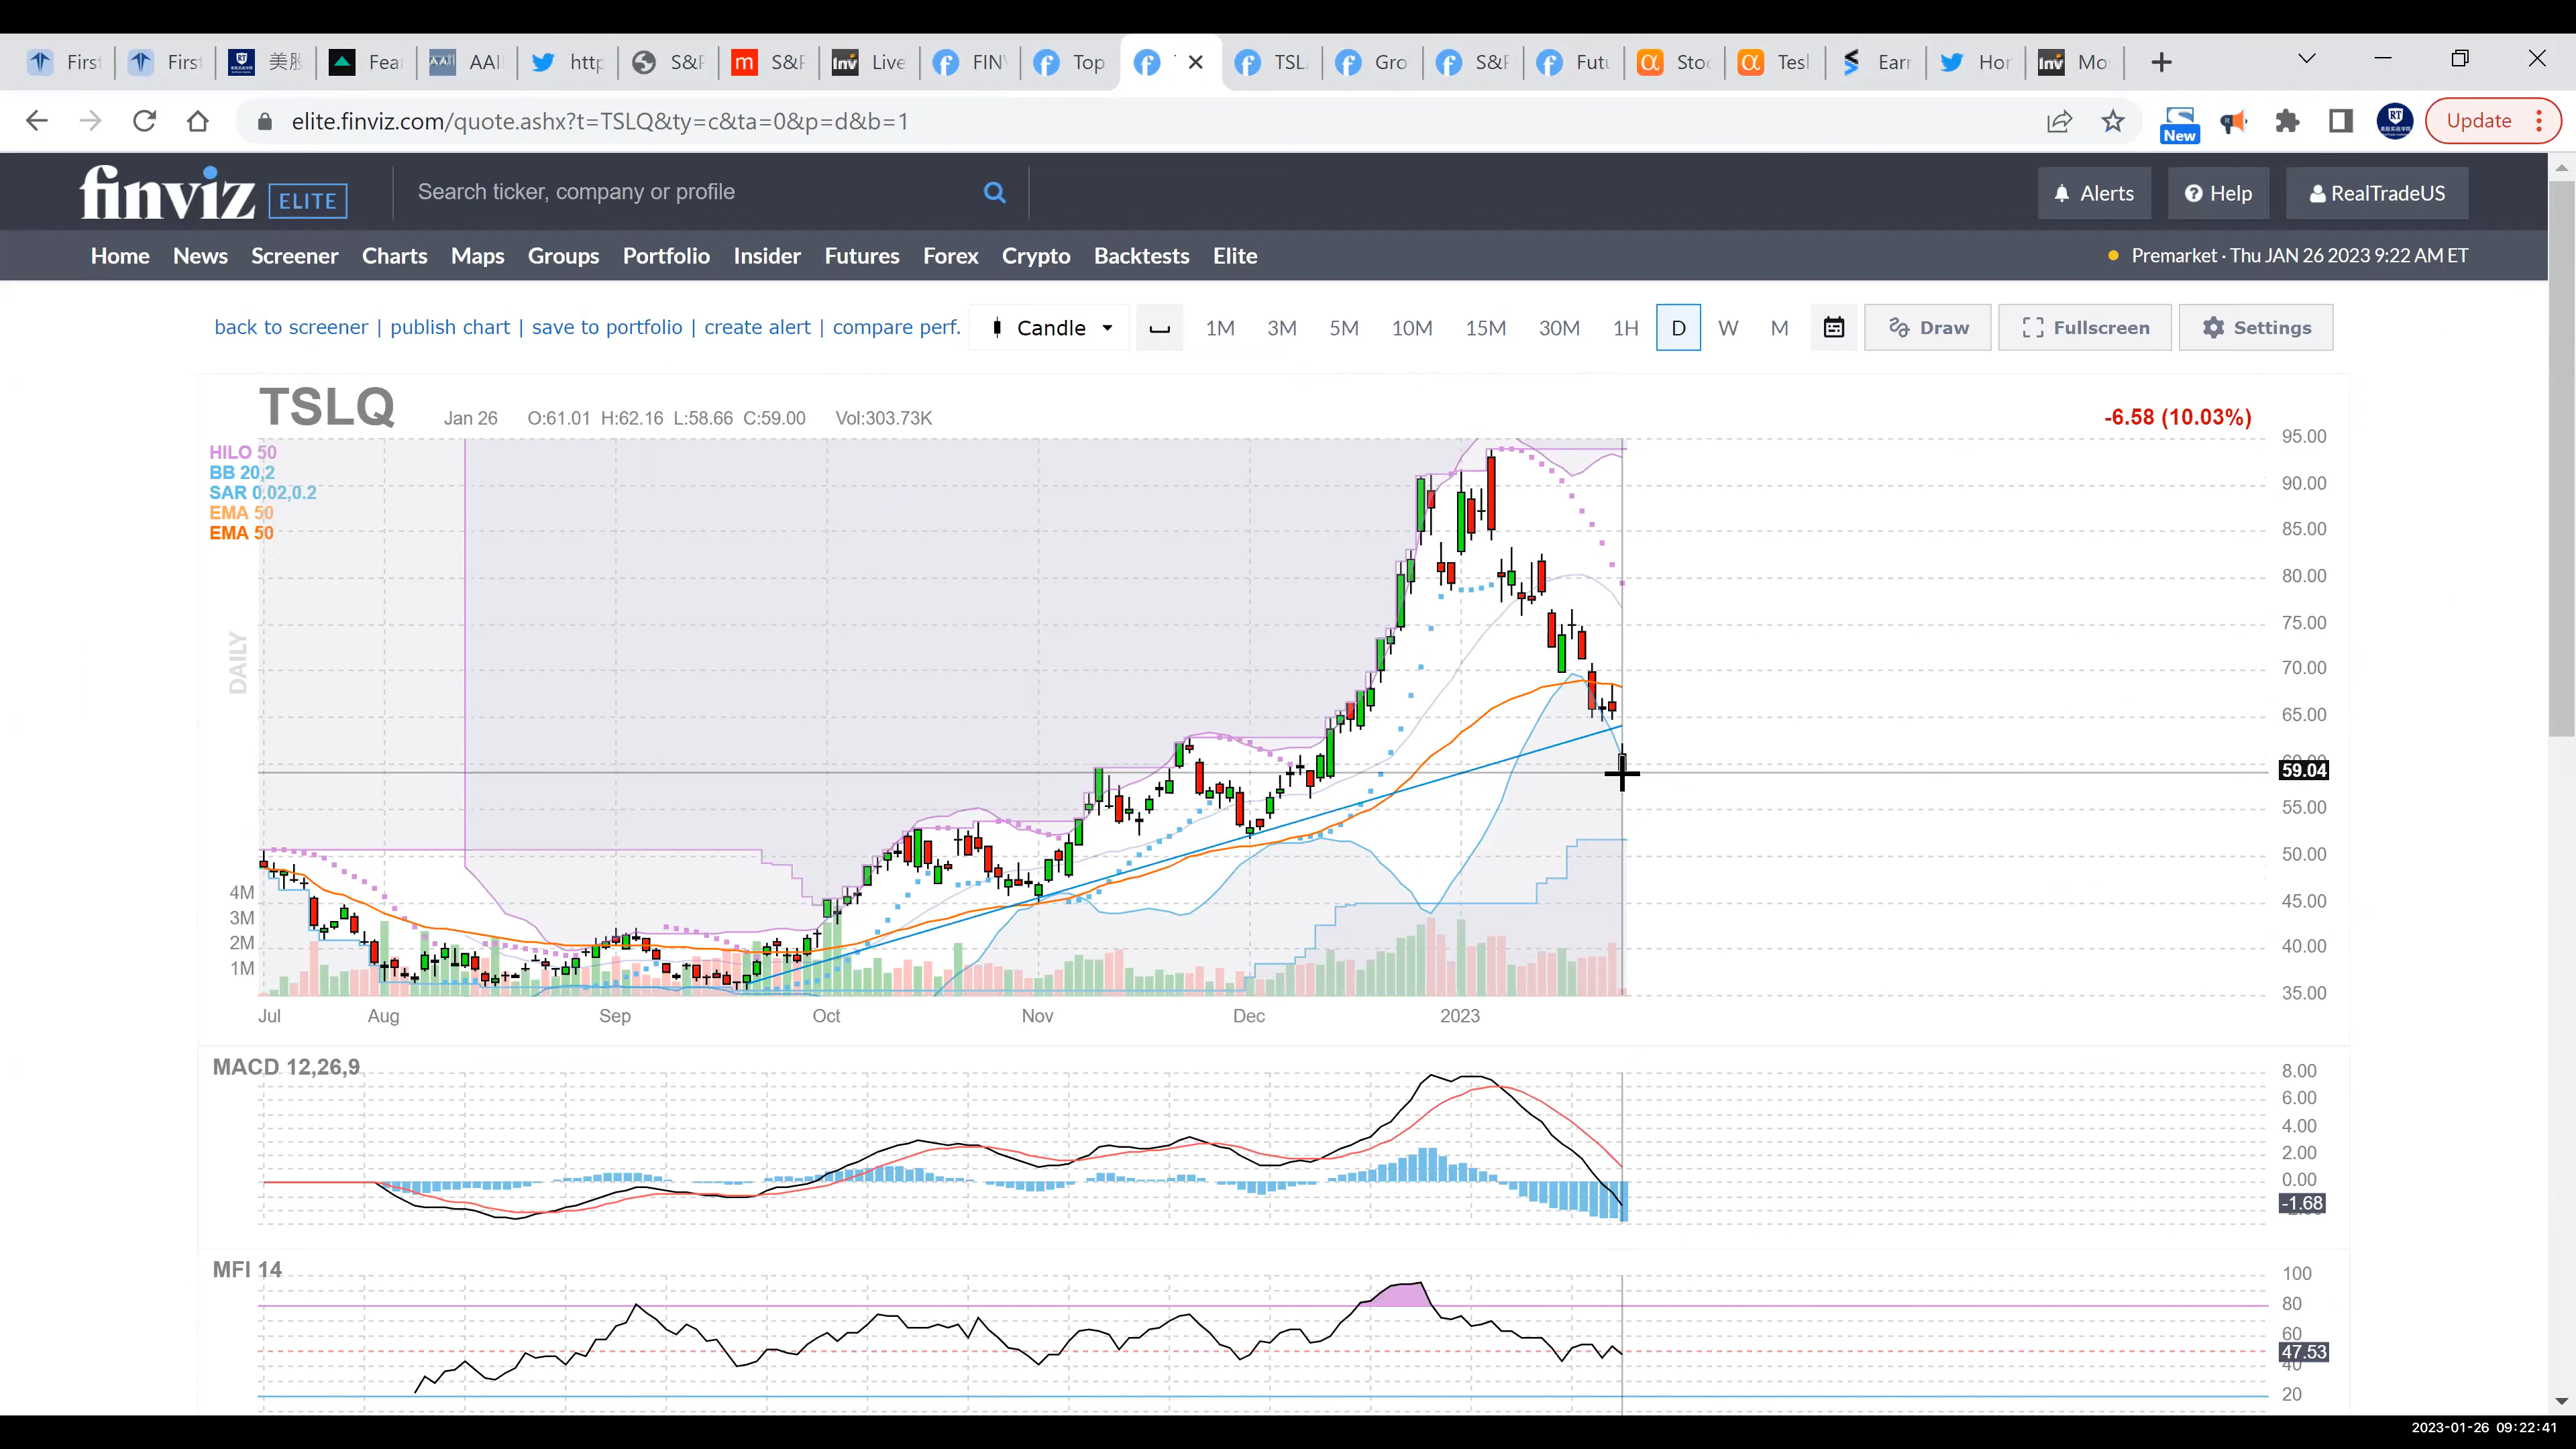 First First 美股 Fea AAI http S&P S&P Live FIN Top TSL Gro S&P Futu Stoc Tesl Earn Hor Mo
elite.finviz.com/quote.ashx?t=TSLQ&ty=c&ta=0&p=d&b=1
New
RT
Update
finviz ELITE
Search ticker, company or profile
Alerts Help RealTradeUS
Home News Screener Charts Maps Groups Portfolio Insider Futures Forex Crypto Backtests Elite
Premarket · Thu JAN 26 2023 9:22 AM ET
back to screener | publish chart | save to portfolio | create alert | compare perf.
Candle 1M 3M 5M 10M 15M 30M 1H D W M Draw Fullscreen Settings
TSLQ Jan 26 O:61.01 H:62.16 L:58.66 C:59.00 Vol:303.73K
-6.58 (10.03%)
HILO 50
BB 20,2
SAR 0.02,0.2
EMA 50
EMA 50
DAILY
95.00
90.00
85.00
80.00
75.00
70.00
65.00
59.04
55.00
50.00
45.00
40.00
35.00
4M
3M
2M
1M
Jul Aug Sep Oct Nov Dec 2023
MACD 12,26,9
8.00
6.00
4.00
2.00
0.00
-1.68
MFI 14
100
80
60
47.53
40
20
2023-01-26 09:22:41